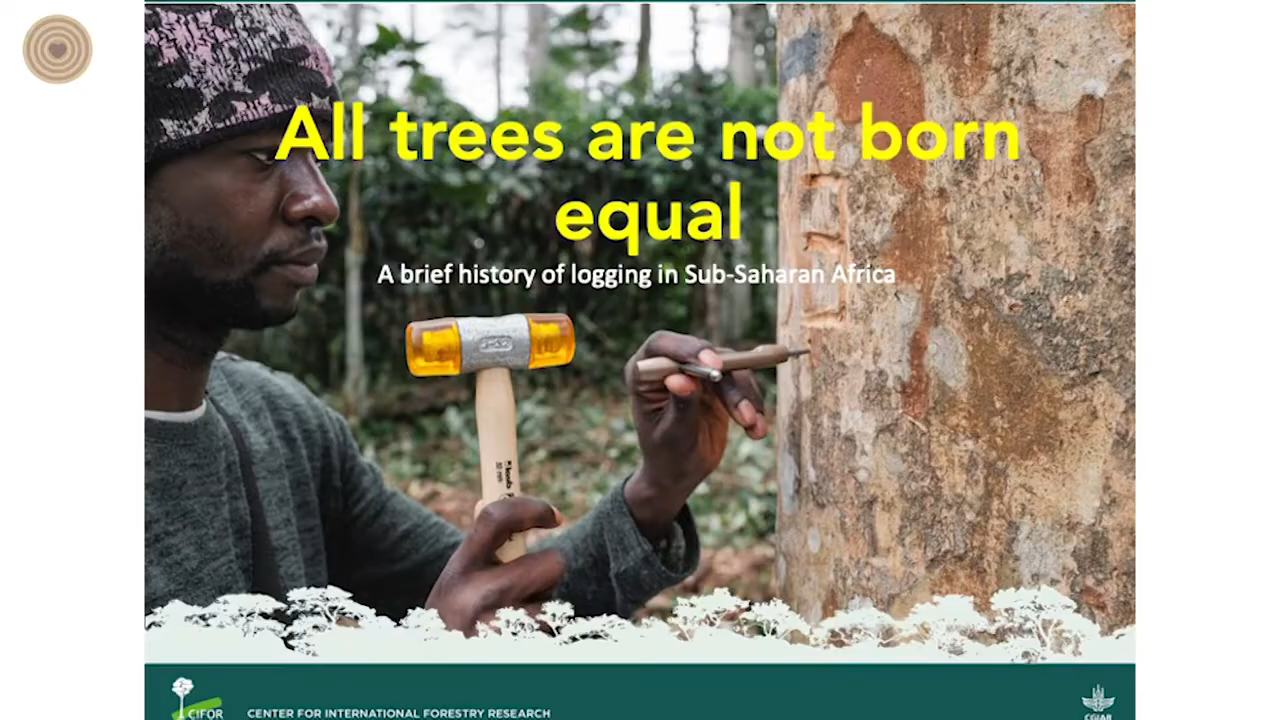 All trees are not born
equal
A brief history of logging in Sub-Saharan Africa
CIFOR
CENTER FOR INTERNATIONAL FORESTRY RESEARCH
CGIAR